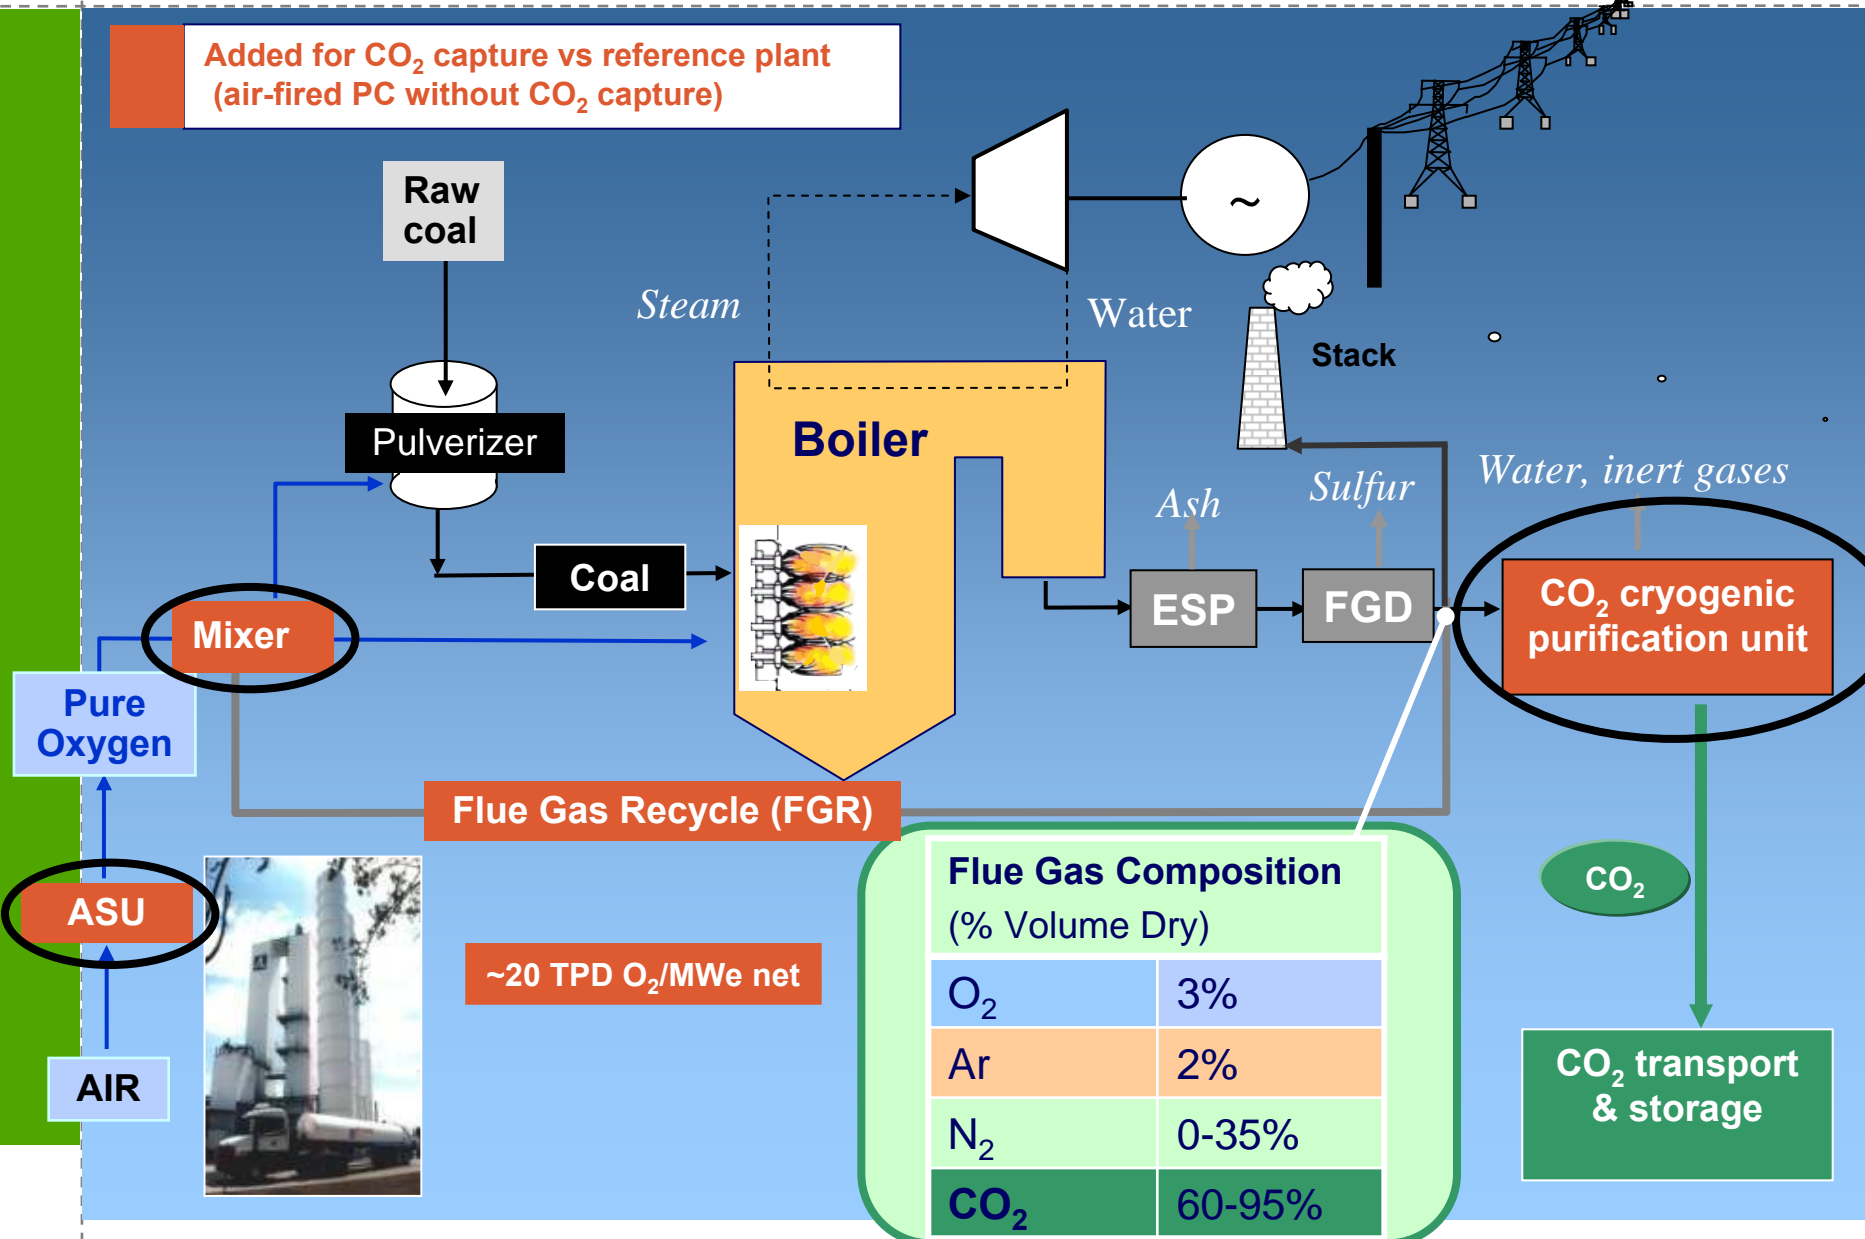 Added for CO₂ capture vs reference plant
(air-fired PC without CO₂ capture)
Raw
coal
~
Steam
Water
Stack
Pulverizer
Boiler
Ash
Sulfur
Water, inert gases
Coal
ESP
FGD
CO₂ cryogenic
purification unit
Mixer
Pure
Oxygen
Flue Gas Recycle (FGR)
ASU
~20 TPD O₂/MWe net
AIR
Flue Gas Composition
(% Volume Dry)
O₂ 3%
Ar 2%
N₂ 0-35%
CO₂ 60-95%
CO₂
CO₂ transport
& storage